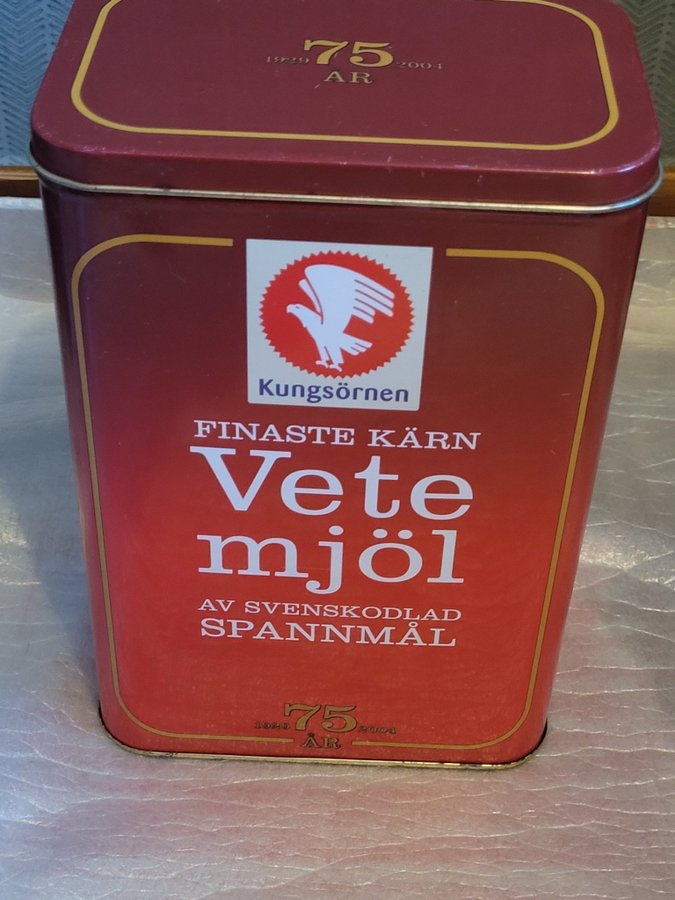 1929 75 2004
ÅR
Kungsörnen
FINASTE KÄRN
Vete
mjöl
AV SVENSKODLAD
SPANNMÅL
1929 75 2004
ÅR